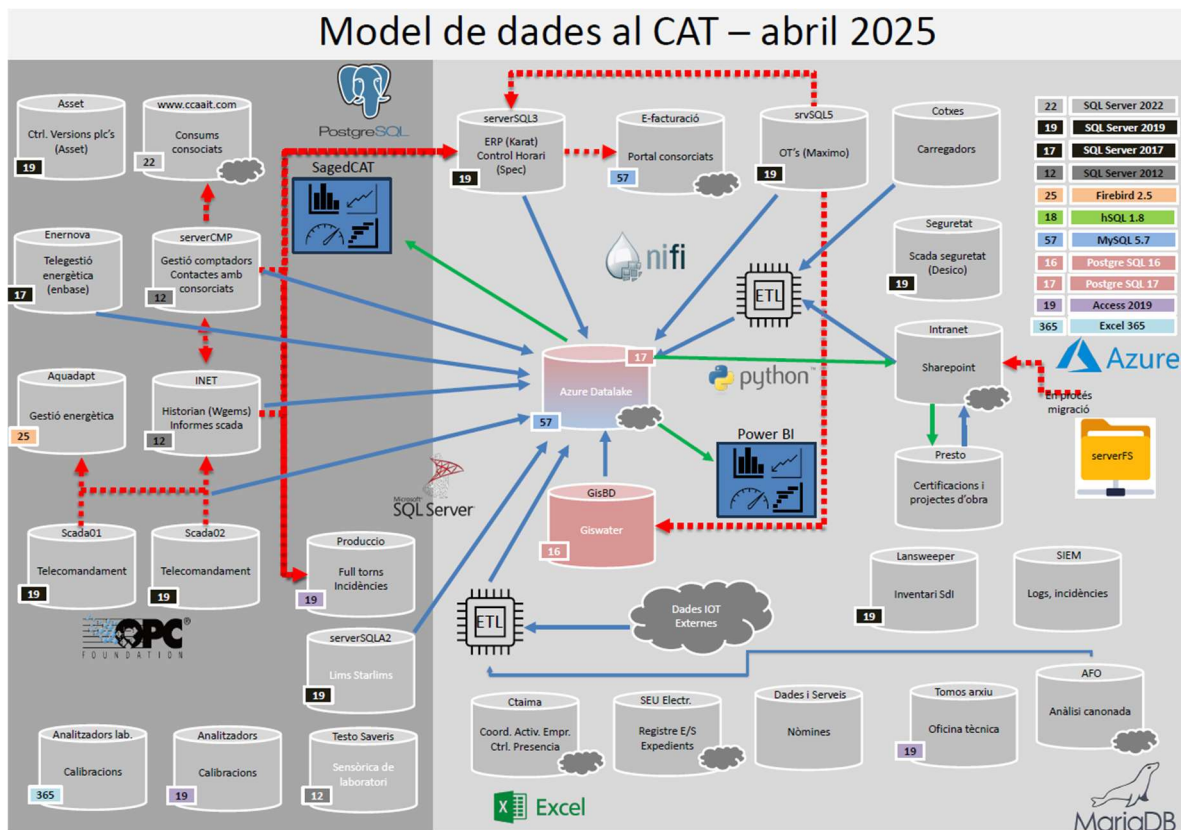 Model de dades al CAT – abril 2025
Asset
Ctrl. Versions plc's
(Asset)
19
www.ccaait.com
Consums
consociats
22
PostgreSQL
SagedCAT
serverSQL3
ERP (Karat)
Control Horari
(Spec)
19
E-facturació
Portal consorciats
57
srvSQL5
OT's (Maximo)
19
Cotxes
Carregadors
22 SQL Server 2022
19 SQL Server 2019
17 SQL Server 2017
12 SQL Server 2012
25 Firebird 2.5
18 hSQL 1.8
57 MySQL 5.7
16 Postgre SQL 16
17 Postgre SQL 17
19 Access 2019
365 Excel 365
Azure
Enernova
Telegestió
energètica
(enbase)
17
serverCMP
Gestió comptadors
Contactes amb
consorciats
12
nifi
ETL
Seguretat
Scada seguretat
(Desico)
19
Aquadapt
Gestió energètica
25
INET
Historian (Wgems)
Informes scada
12
17
Azure Datalake
57
python™
Intranet
Sharepoint
En procés
migració
serverFS
Power BI
Presto
Certificacions i
projectes d'obra
Microsoft
SQL Server
GisBD
Giswater
16
Scada01
Telecomandament
19
Scada02
Telecomandament
19
Produccio
Full torns
Incidències
19
OPC®
FOUNDATION
ETL
Dades IOT
Externes
Lansweeper
Inventari SdI
19
SIEM
Logs, incidències
serverSQLA2
Lims Starlims
19
Analitzadors lab.
Calibracions
365
Analitzadors
Calibracions
19
Testo Saveris
Sensòrica de
laboratori
12
Ctaima
Coord. Activ. Empr.
Ctrl. Presencia
SEU Electr.
Registre E/S
Expedients
Dades i Serveis
Nòmines
Tomos arxiu
Oficina tècnica
19
AFO
Anàlisi canonada
Excel
MariaDB